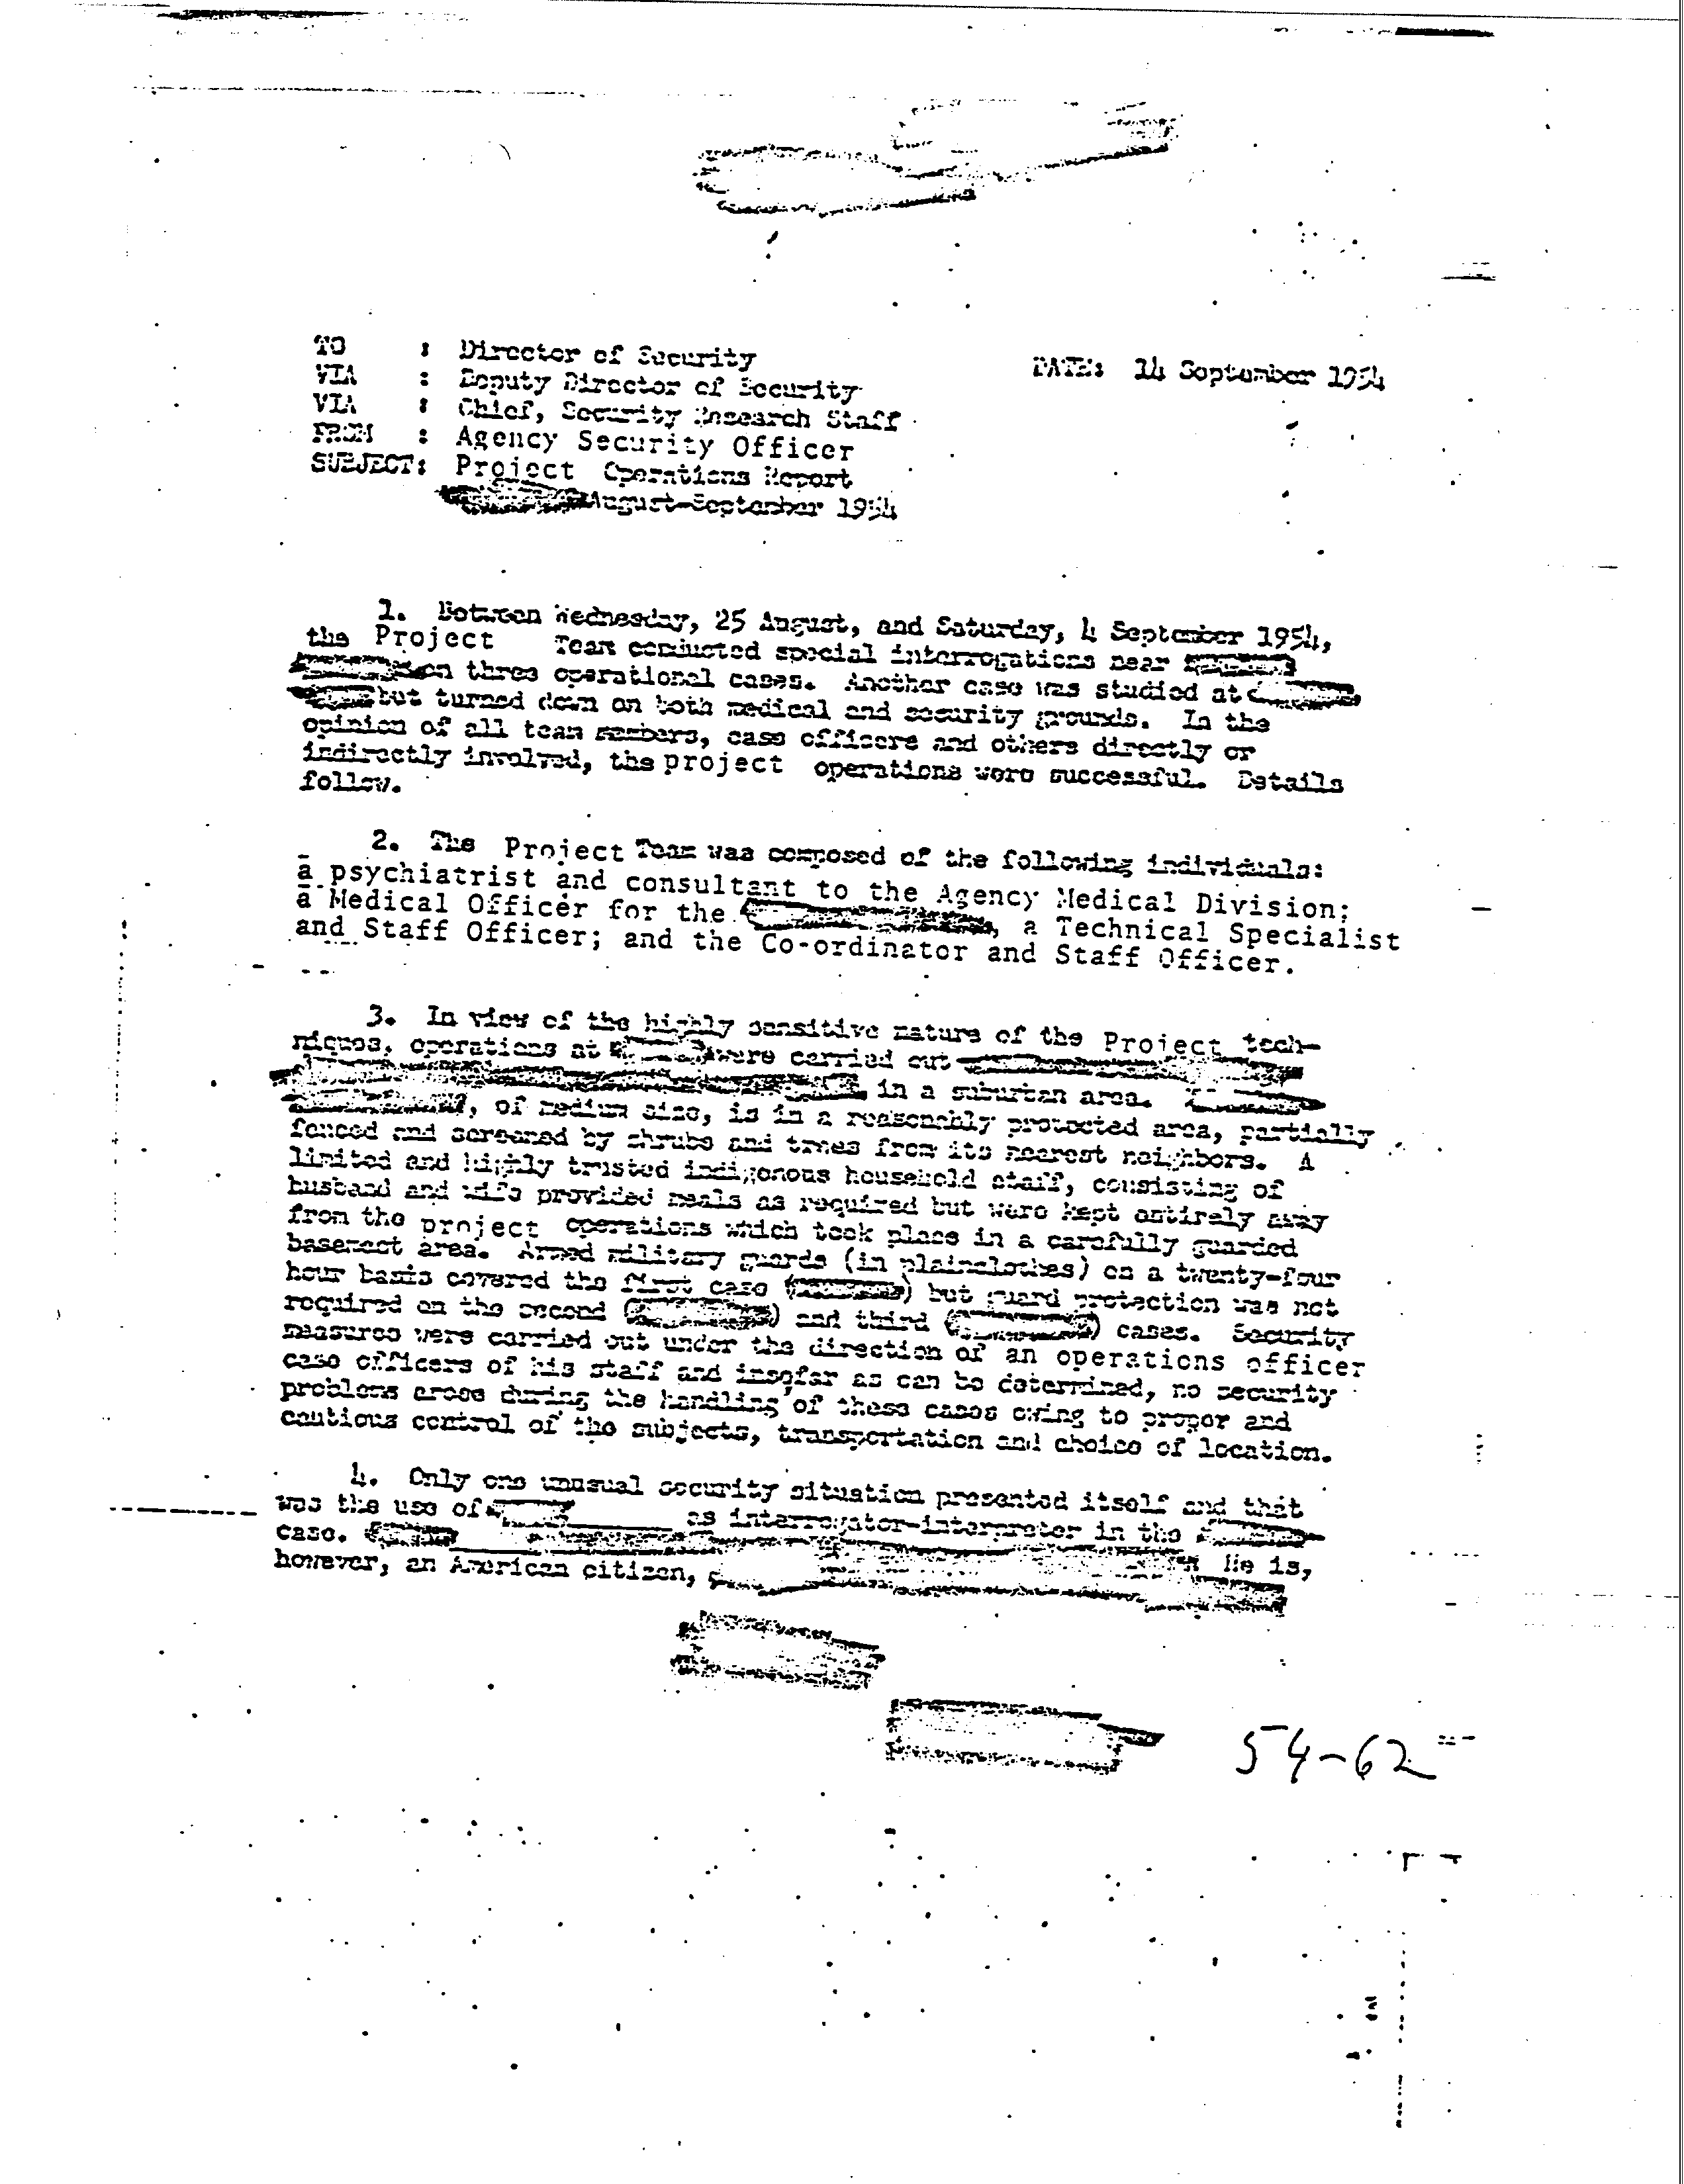 TO : Director of Security
DATE: 14 September 1954
VIA : Deputy Director of Security
VIA : Chief, Security Research Staff
FROM : Agency Security Officer
SUBJECT: Project Operations Report
August-September 1954
1. Between Wednesday, 25 August, and Saturday, 4 September 1954,
the Project Team conducted special interrogations near
on three operational cases. Another case was studied at
but turned down on both medical and security grounds. In the
opinion of all team members, case officers and others directly or
indirectly involved, the project operations were successful. Details
follow.
2. The Project Team was composed of the following individuals:
a psychiatrist and consultant to the Agency Medical Division;
a Medical Officer for the , a Technical Specialist
and Staff Officer; and the Co-ordinator and Staff Officer.
3. In view of the highly sensitive nature of the Project tech-
niques, operations at were carried out
in a suburban area.
, of medium size, is in a reasonably protected area, partially
fenced and screened by shrubs and trees from its nearest neighbors. A
limited and highly trusted indigenous household staff, consisting of
husband and wife provided meals as required but were kept entirely away
from the project operations which took place in a carefully guarded
basement area. Armed military guards (in plainclothes) on a twenty-four
hour basis covered the first case ( ) but guard protection was not
required on the second ( ) and third ( ) cases. Security
measures were carried out under the direction of an operations officer
case officers of his staff and insofar as can be determined, no security
problems arose during the handling of these cases owing to proper and
cautious control of the subjects, transportation and choice of location.
4. Only one unusual security situation presented itself and that
was the use of as interrogator-interpreter in the
case. He is,
however, an American citizen,
54-62